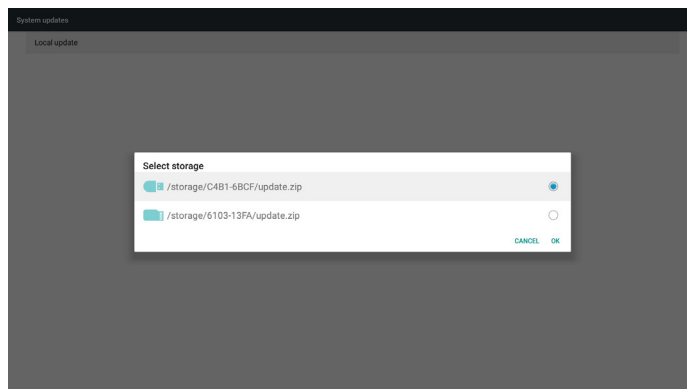 System updates
Local update
Select storage
/storage/C4B1-6BCF/update.zip
/storage/6103-13FA/update.zip
CANCEL OK